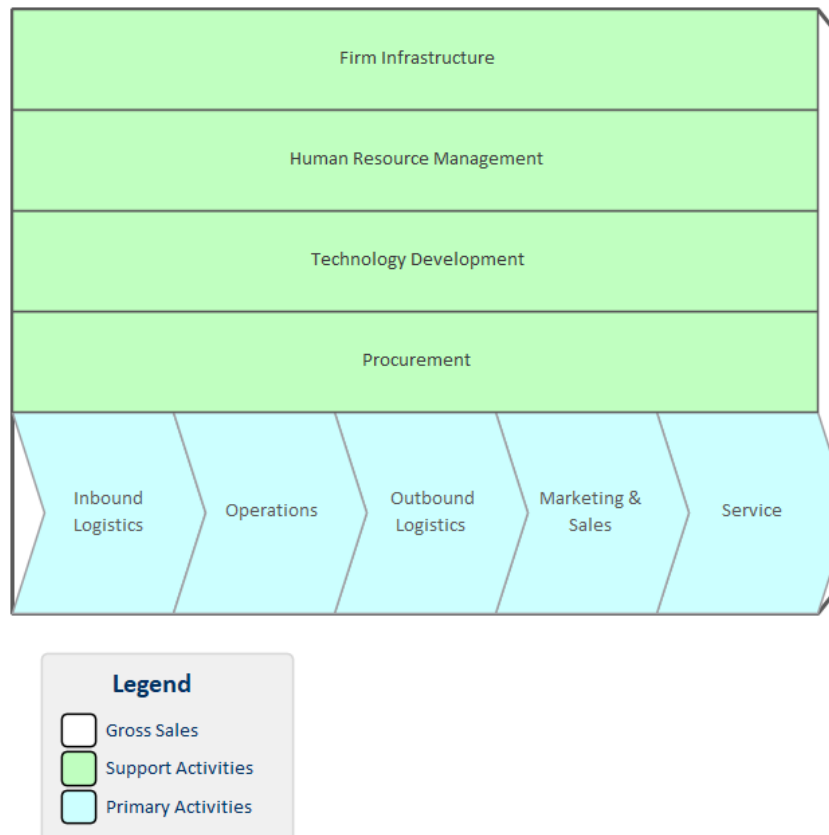 Firm Infrastructure
Human Resource Management
Technology Development
Procurement
Inbound
Logistics
Operations
Outbound
Logistics
Marketing &
Sales
Service
Legend
Gross Sales
Support Activities
Primary Activities